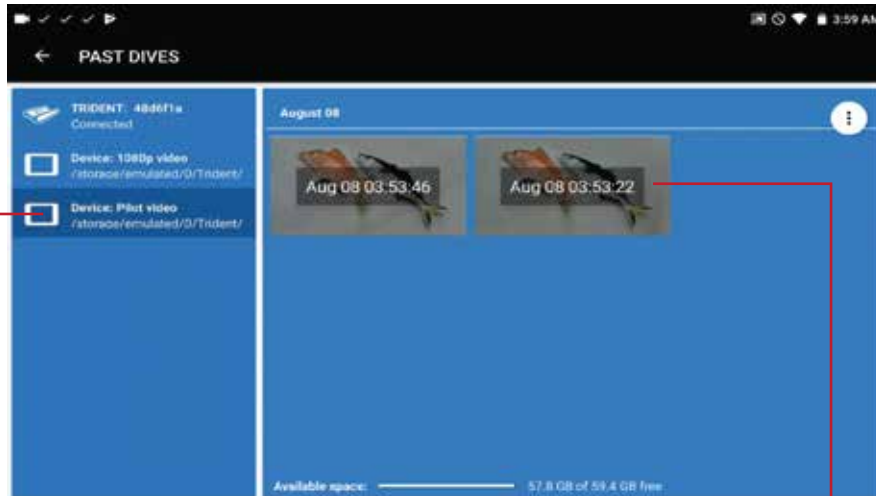 3:59 AM
PAST DIVES
TRIDENT: 48d6f1a
Connected
Device: 1080p video
/storage/emulated/0/Trident/
Device: Pilot video
/storage/emulated/0/Trident/
August 08
Aug 08 03:53:46
Aug 08 03:53:22
Available space:
57.8 GB of 59.4 GB free